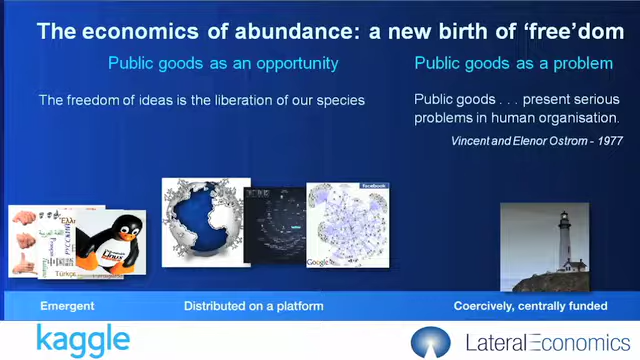 The economics of abundance: a new birth of ‘free’dom
Public goods as an opportunity
Public goods as a problem
The freedom of ideas is the liberation of our species
Public goods . . . present serious
problems in human organisation.
Vincent and Elenor Ostrom - 1977
Linux
Türkçe
Google
Facebook
Emergent
Distributed on a platform
Coercively, centrally funded
kaggle
LateralEconomics